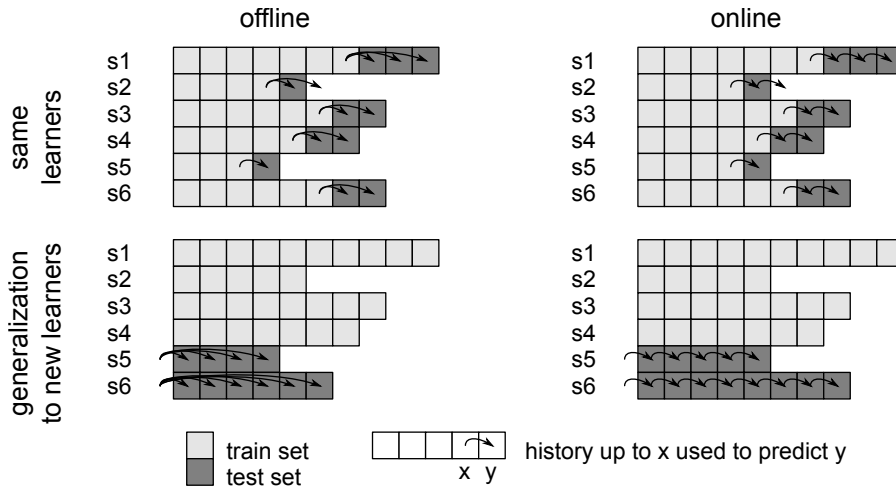 offline
online
same
learners
s1
s2
s3
s4
s5
s6
s1
s2
s3
s4
s5
s6
generalization
to new learners
s1
s2
s3
s4
s5
s6
s1
s2
s3
s4
s5
s6
train set
test set
x y
history up to x used to predict y